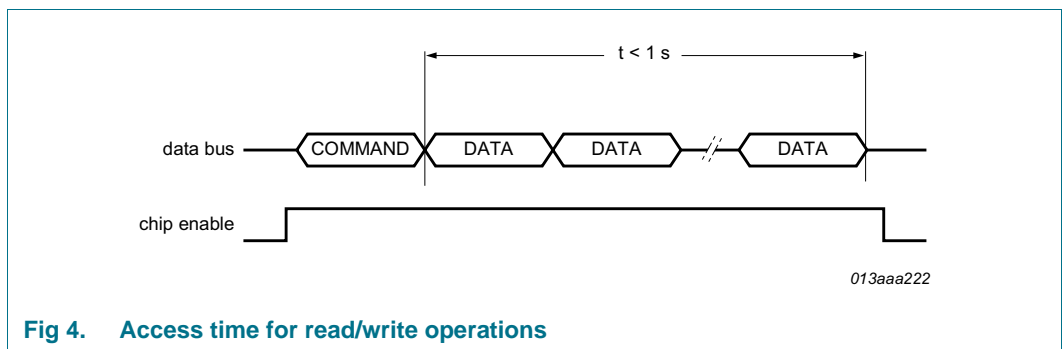 t < 1 s
data bus COMMAND DATA DATA DATA
chip enable
013aaa222
Fig 4. Access time for read/write operations